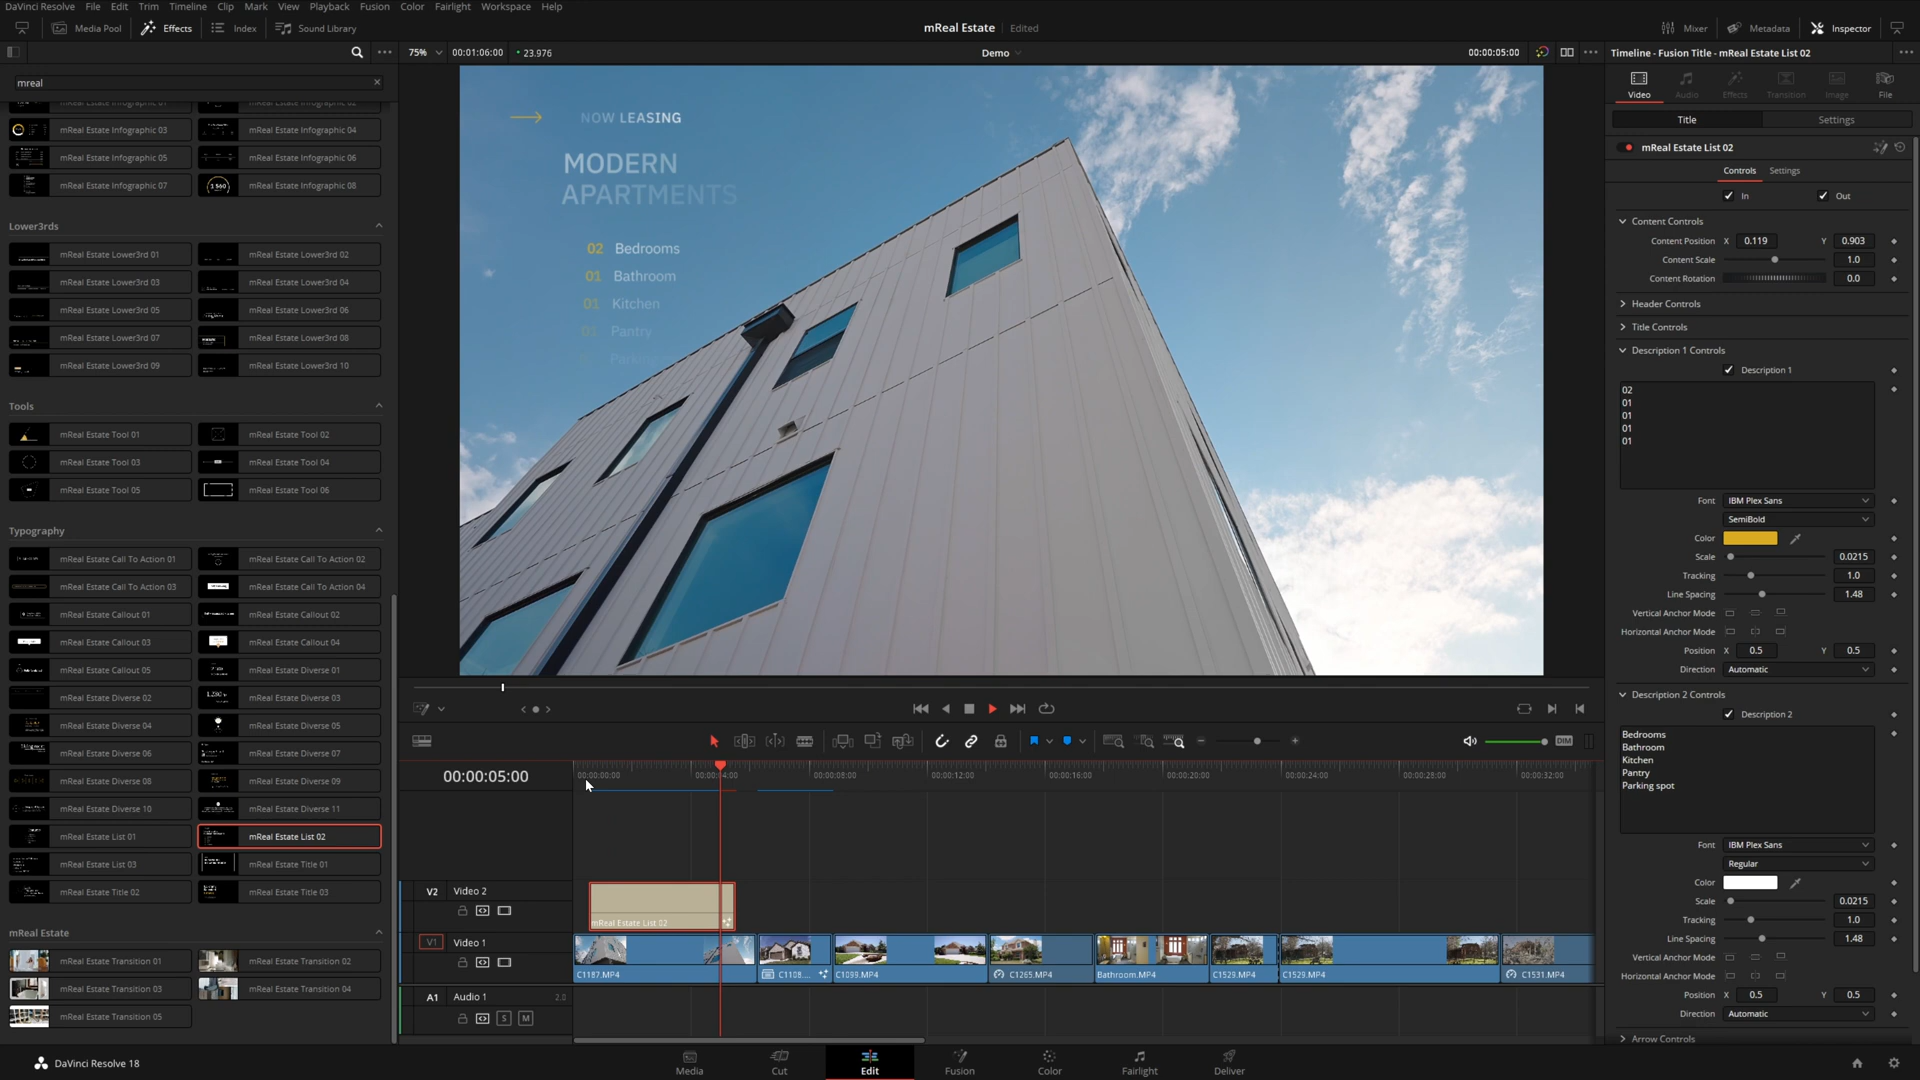 DaVinci Resolve File Edit Trim Timeline Clip Mark View Playback Fusion Color Fairlight Workspace Help
Media Pool Effects Index Sound Library
mReal Estate Edited
Mixer Metadata Inspector
75% 00:01:06:00 23.976
Demo
00:00:05:00
Timeline - Fusion Title - mReal Estate List 02
mreal
mReal Estate Infographic 01 mReal Estate Infographic 02
mReal Estate Infographic 03 mReal Estate Infographic 04
mReal Estate Infographic 05 mReal Estate Infographic 06
mReal Estate Infographic 07 mReal Estate Infographic 08
Lower3rds
mReal Estate Lower3rd 01 mReal Estate Lower3rd 02
mReal Estate Lower3rd 03 mReal Estate Lower3rd 04
mReal Estate Lower3rd 05 mReal Estate Lower3rd 06
mReal Estate Lower3rd 07 mReal Estate Lower3rd 08
mReal Estate Lower3rd 09 mReal Estate Lower3rd 10
Tools
mReal Estate Tool 01 mReal Estate Tool 02
mReal Estate Tool 03 mReal Estate Tool 04
mReal Estate Tool 05 mReal Estate Tool 06
Typography
mReal Estate Call To Action 01 mReal Estate Call To Action 02
mReal Estate Call To Action 03 mReal Estate Call To Action 04
mReal Estate Callout 01 mReal Estate Callout 02
mReal Estate Callout 03 mReal Estate Callout 04
mReal Estate Callout 05 mReal Estate Diverse 01
mReal Estate Diverse 02 mReal Estate Diverse 03
mReal Estate Diverse 04 mReal Estate Diverse 05
mReal Estate Diverse 06 mReal Estate Diverse 07
mReal Estate Diverse 08 mReal Estate Diverse 09
mReal Estate Diverse 10 mReal Estate Diverse 11
mReal Estate List 01 mReal Estate List 02
mReal Estate List 03 mReal Estate Title 01
mReal Estate Title 02 mReal Estate Title 03
mReal Estate
mReal Estate Transition 01 mReal Estate Transition 02
mReal Estate Transition 03 mReal Estate Transition 04
mReal Estate Transition 05
NOW LEASING
MODERN
APARTMENTS
02 Bedrooms
01 Bathroom
01 Kitchen
01 Pantry
Parking
Video Audio Effects Transition Image File
Title Settings
mReal Estate List 02
Controls Settings
In Out
Content Controls
Content Position X 0.119 Y 0.903
Content Scale 1.0
Content Rotation 0.0
Header Controls
Title Controls
Description 1 Controls
Description 1
02
01
01
01
01
Font IBM Plex Sans
SemiBold
Color
Scale 0.0215
Tracking 1.0
Line Spacing 1.48
Vertical Anchor Mode
Horizontal Anchor Mode
Position X 0.5 Y 0.5
Direction Automatic
Description 2 Controls
Description 2
Bedrooms
Bathroom
Kitchen
Pantry
Parking spot
Font IBM Plex Sans
Regular
Color
Scale 0.0215
Tracking 1.0
Line Spacing 1.48
Vertical Anchor Mode
Horizontal Anchor Mode
Position X 0.5 Y 0.5
Direction Automatic
Arrow Controls
DIM
00:00:05:00
00:00:00:00 00:00:04:00 00:00:08:00 00:00:12:00 00:00:16:00 00:00:20:00 00:00:24:00 00:00:28:00 00:00:32:00
V2 Video 2
mReal Estate List 02
V1 Video 1
C1187.MP4 C1108.... C1099.MP4 C1265.MP4 Bathroom.MP4 C1529.MP4 C1529.MP4 C1531.MP4
A1 Audio 1 2.0
S M
DaVinci Resolve 18
Media Cut Edit Fusion Color Fairlight Deliver